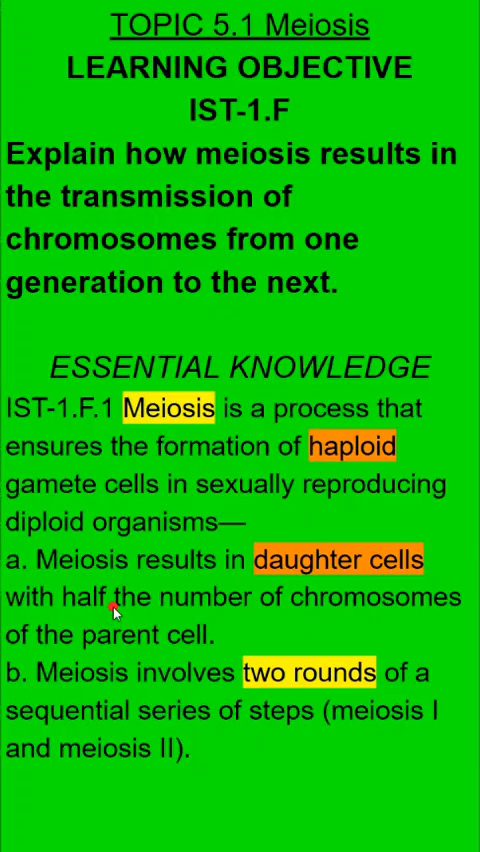 TOPIC 5.1 Meiosis
LEARNING OBJECTIVE
IST-1.F
Explain how meiosis results in
the transmission of
chromosomes from one
generation to the next.
ESSENTIAL KNOWLEDGE
IST-1.F.1 Meiosis is a process that
ensures the formation of haploid
gamete cells in sexually reproducing
diploid organisms—
a. Meiosis results in daughter cells
with half the number of chromosomes
of the parent cell.
b. Meiosis involves two rounds of a
sequential series of steps (meiosis I
and meiosis II).